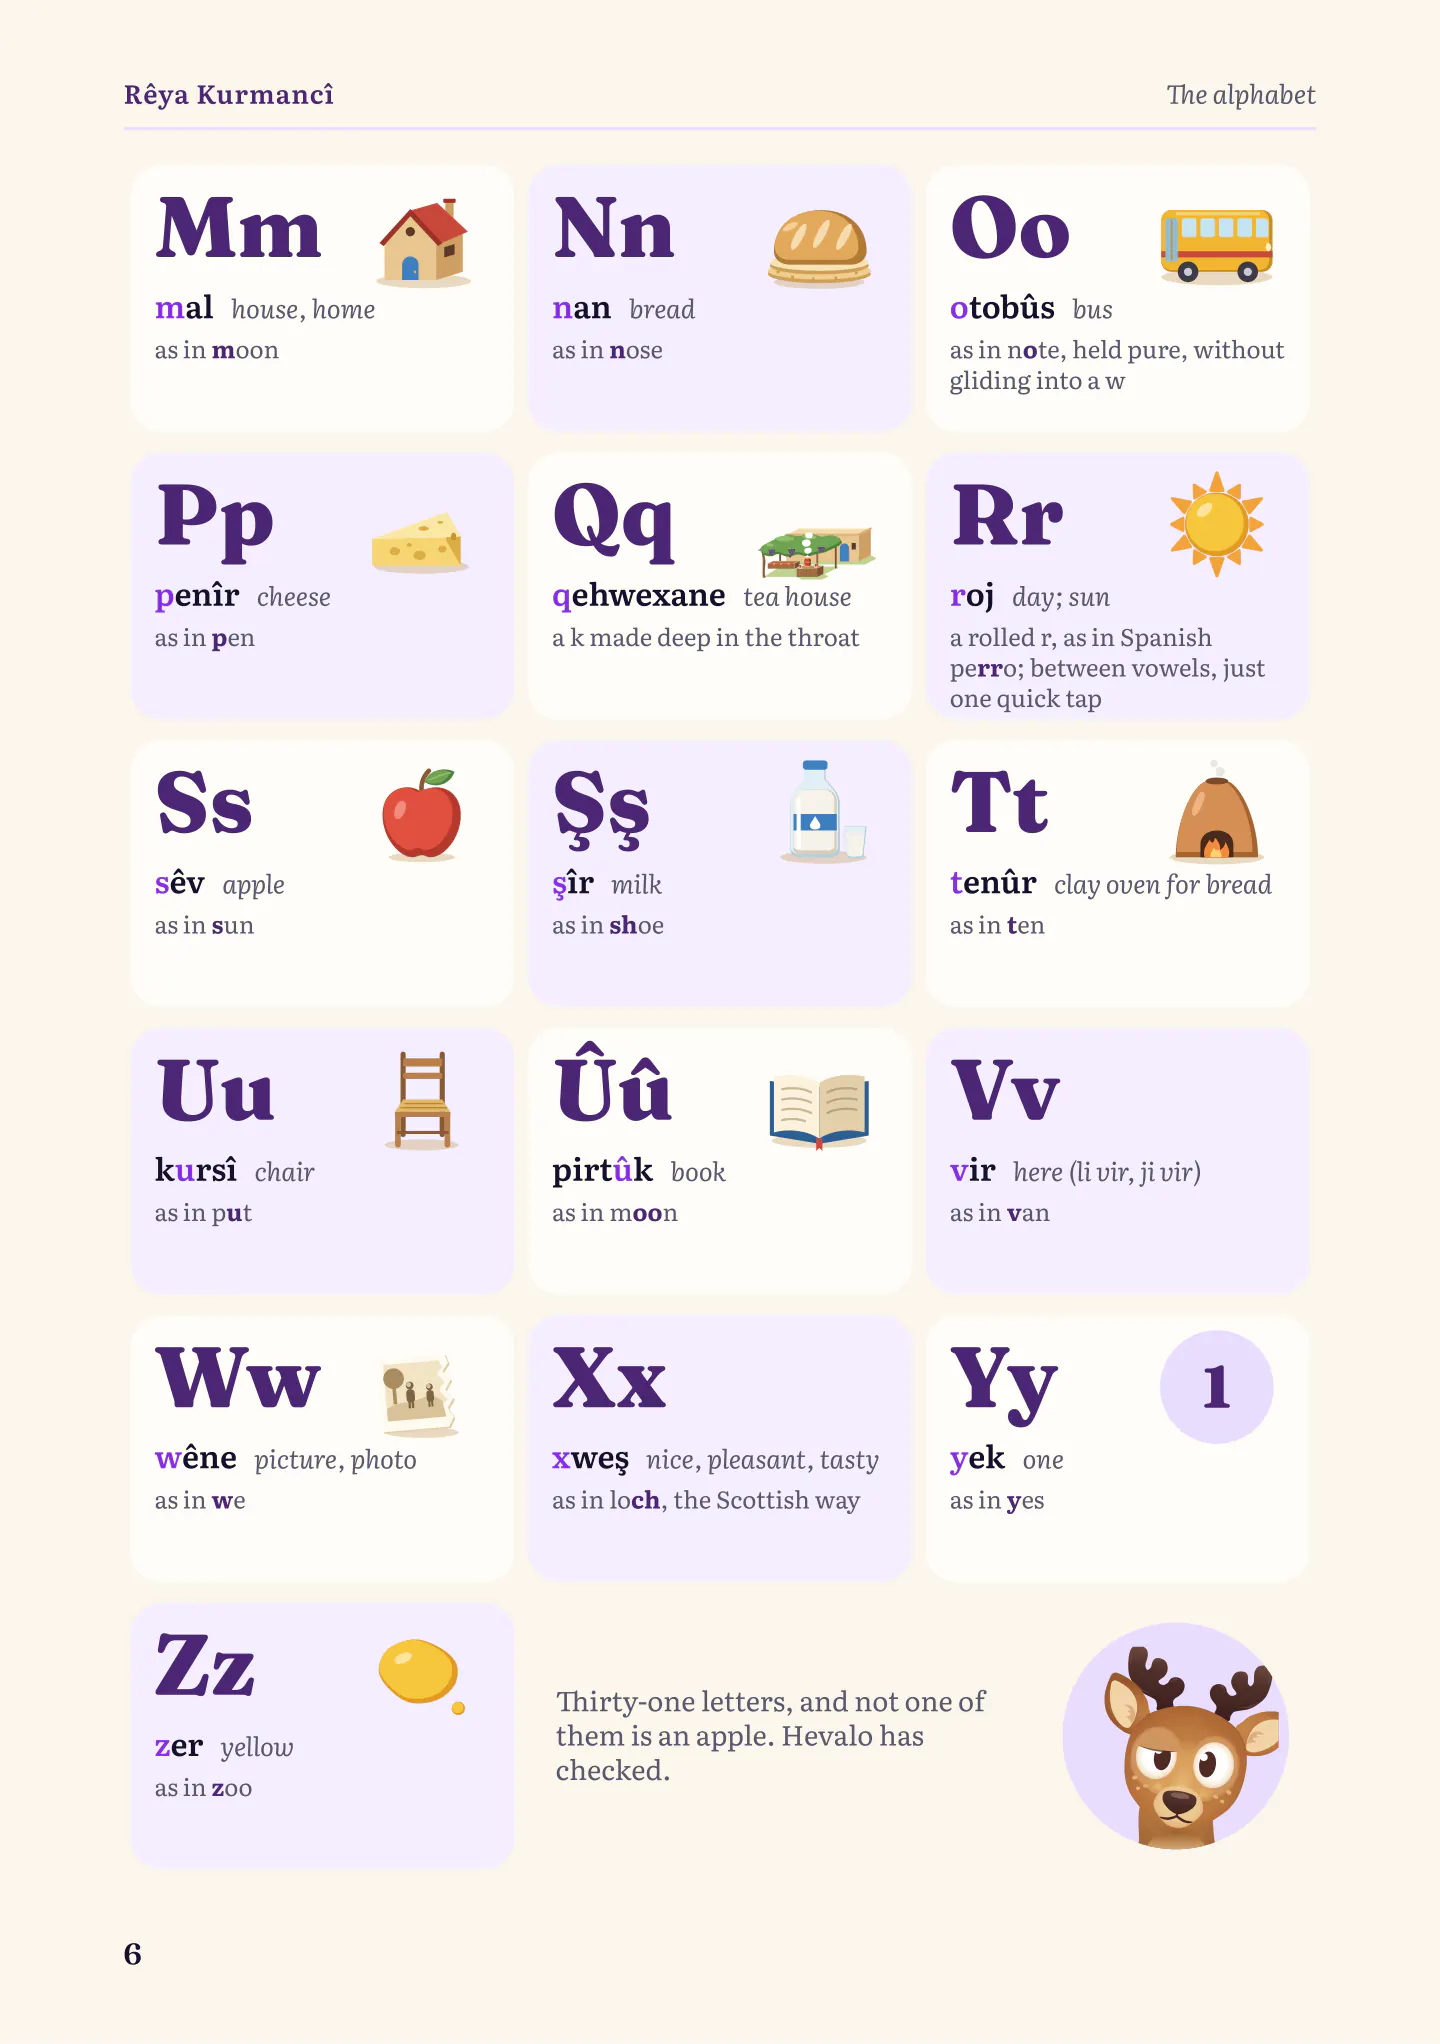 Rêya Kurmancî
The alphabet
Mm
mal house, home
as in moon
Nn
nan bread
as in nose
Oo
otobûs bus
as in note, held pure, without
gliding into a w
Pp
penîr cheese
as in pen
Qq
qehwexane tea house
a k made deep in the throat
Rr
roj day; sun
a rolled r, as in Spanish
perro; between vowels, just
one quick tap
Ss
sêv apple
as in sun
Şş
şîr milk
as in shoe
Tt
tenûr clay oven for bread
as in ten
Uu
kursî chair
as in put
Ûû
pirtûk book
as in moon
Vv
vir here (li vir, ji vir)
as in van
Ww
wêne picture, photo
as in we
Xx
xweş nice, pleasant, tasty
as in loch, the Scottish way
Yy
1
yek one
as in yes
Zz
zer yellow
as in zoo
Thirty-one letters, and not one of
them is an apple. Hevalo has
checked.
6